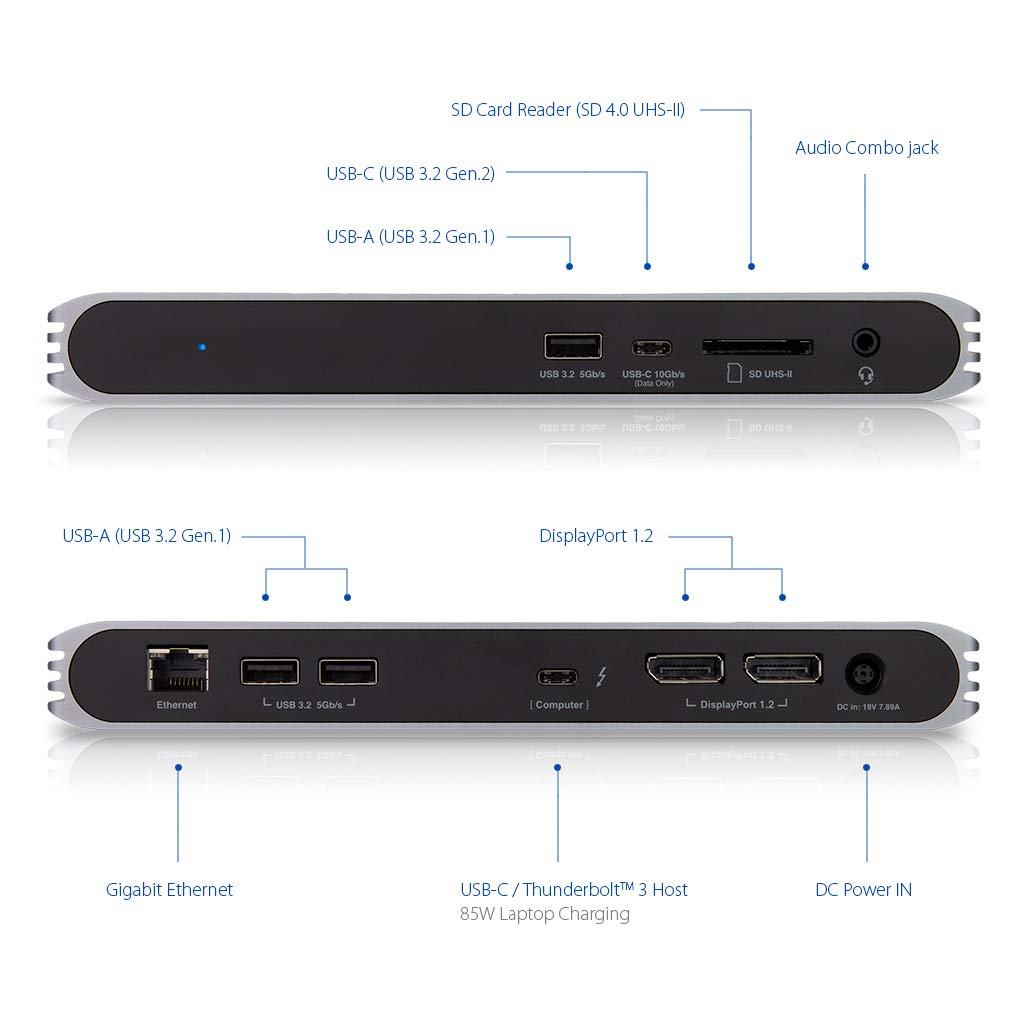 SD Card Reader (SD 4.0 UHS-II)
Audio Combo jack
USB-C (USB 3.2 Gen.2)
USB-A (USB 3.2 Gen.1)
USB 3.2 5Gb/s
USB-C 10Gb/s
(Data Only)
SD UHS-II
USB-A (USB 3.2 Gen.1)
DisplayPort 1.2
Ethernet
USB 3.2 5Gb/s
[ Computer ]
DisplayPort 1.2
DC in: 19V 7.89A
Gigabit Ethernet
USB-C / Thunderbolt™ 3 Host
85W Laptop Charging
DC Power IN